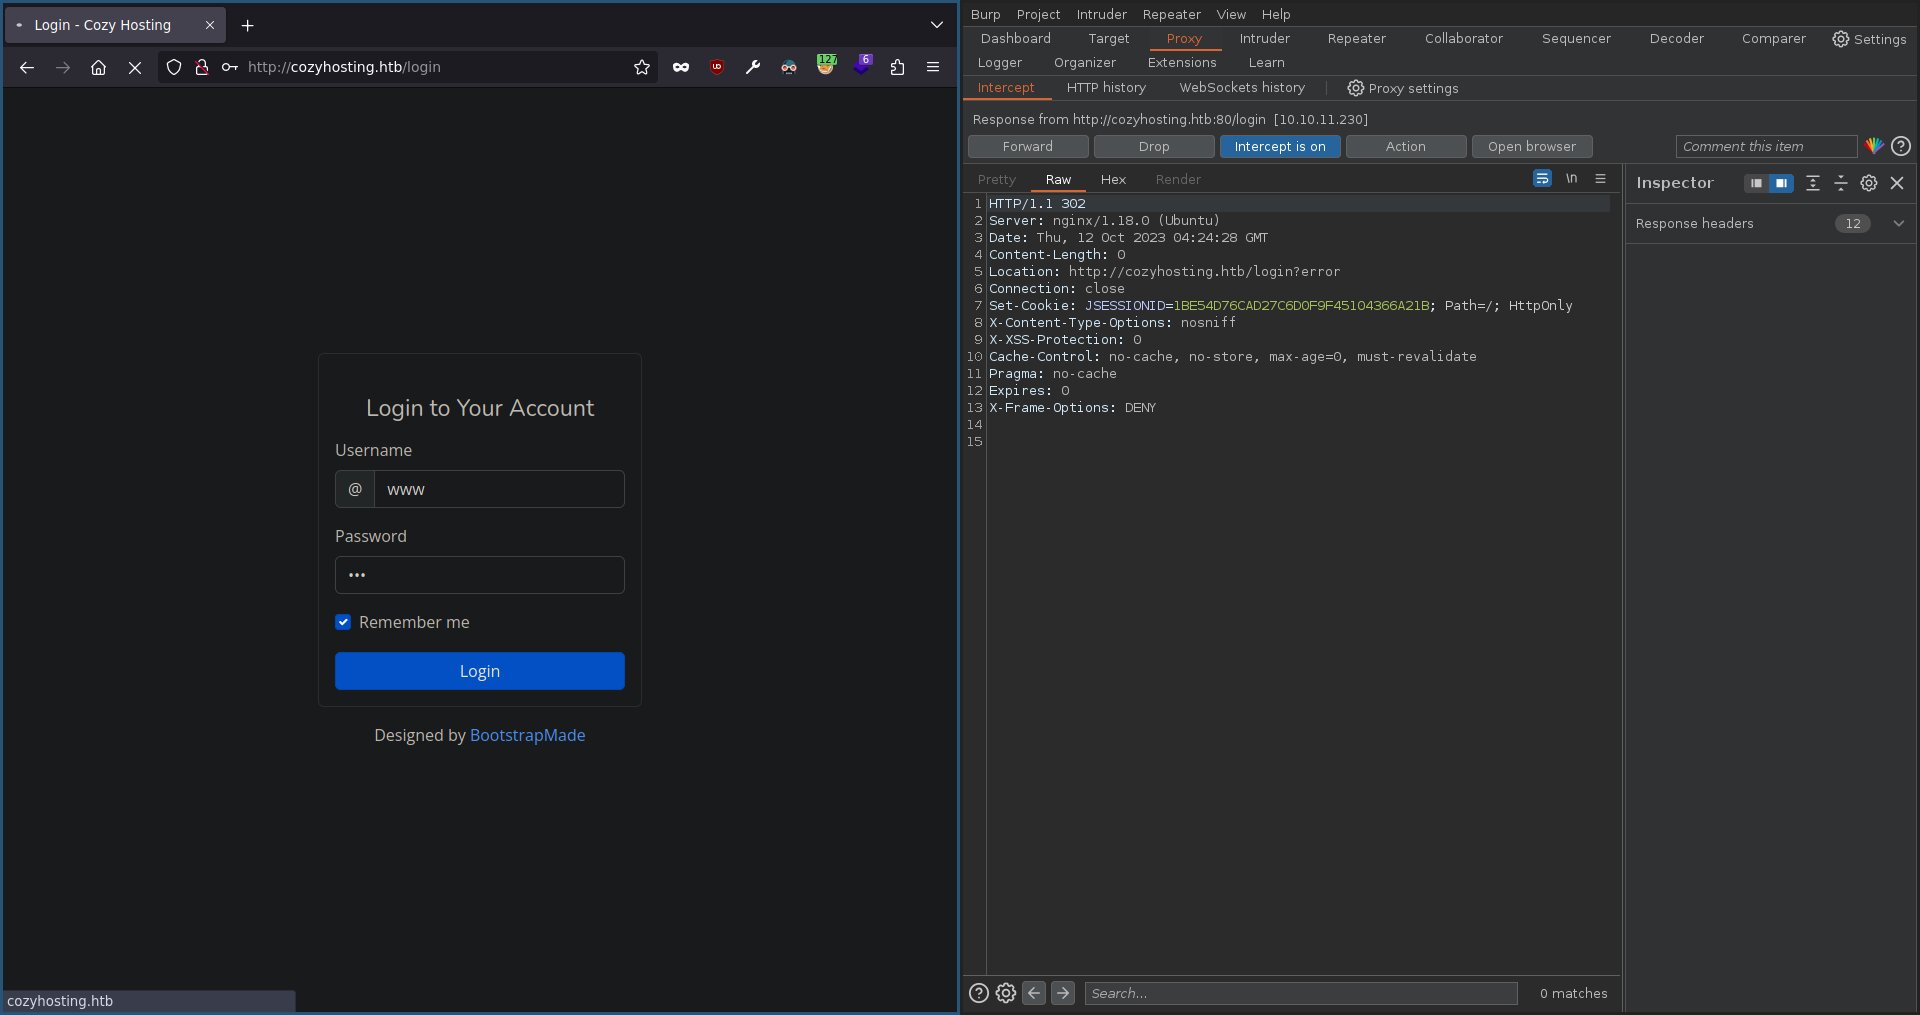 Login - Cozy Hosting
http://cozyhosting.htb/login
127
6
Login to Your Account
Username
@ www
Password
•••
Remember me
Login
Designed by BootstrapMade
cozyhosting.htb
Burp Project Intruder Repeater View Help
Dashboard Target Proxy Intruder Repeater Collaborator Sequencer Decoder Comparer Settings
Logger Organizer Extensions Learn
Intercept HTTP history WebSockets history Proxy settings
Response from http://cozyhosting.htb:80/login [10.10.11.230]
Forward Drop Intercept is on Action Open browser Comment this item
Pretty Raw Hex Render \n
1 HTTP/1.1 302
2 Server: nginx/1.18.0 (Ubuntu)
3 Date: Thu, 12 Oct 2023 04:24:28 GMT
4 Content-Length: 0
5 Location: http://cozyhosting.htb/login?error
6 Connection: close
7 Set-Cookie: JSESSIONID=1BE54D76CAD27C6D0F9F45104366A21B; Path=/; HttpOnly
8 X-Content-Type-Options: nosniff
9 X-XSS-Protection: 0
10 Cache-Control: no-cache, no-store, max-age=0, must-revalidate
11 Pragma: no-cache
12 Expires: 0
13 X-Frame-Options: DENY
14
15
Inspector
Response headers 12
Search...
0 matches